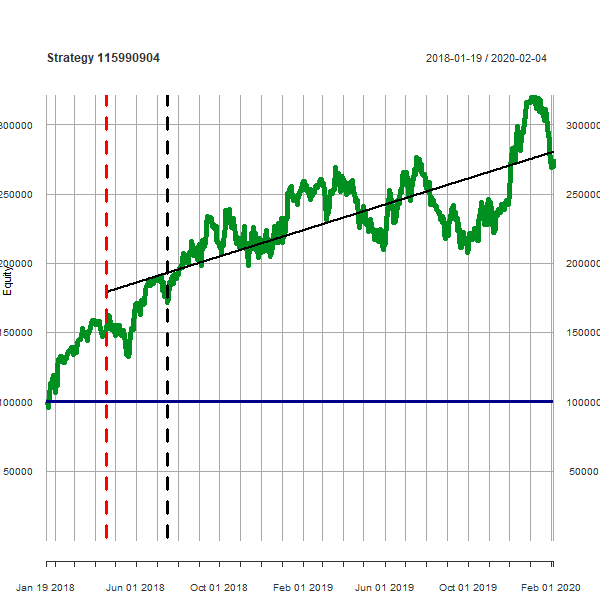 Strategy 115990904
2018-01-19 / 2020-02-04
300000
300000
250000
250000
200000
200000
Equity
150000
150000
100000
100000
50000
50000
Jan 19 2018
Jun 01 2018
Oct 01 2018
Feb 01 2019
Jun 01 2019
Oct 01 2019
Feb 01 2020